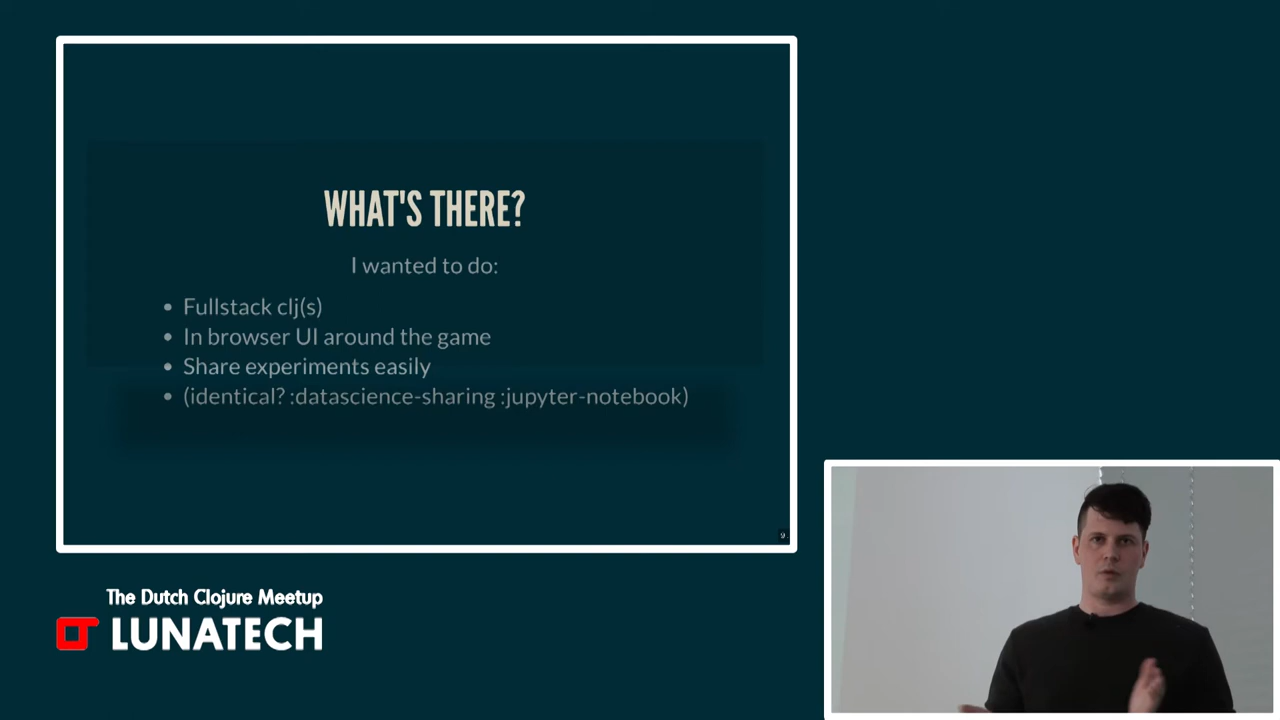 WHAT'S THERE?
I wanted to do:
Fullstack clj(s)
In browser UI around the game
Share experiments easily
(identical? :datascience-sharing :jupyter-notebook)
9
The Dutch Clojure Meetup
LUNATECH